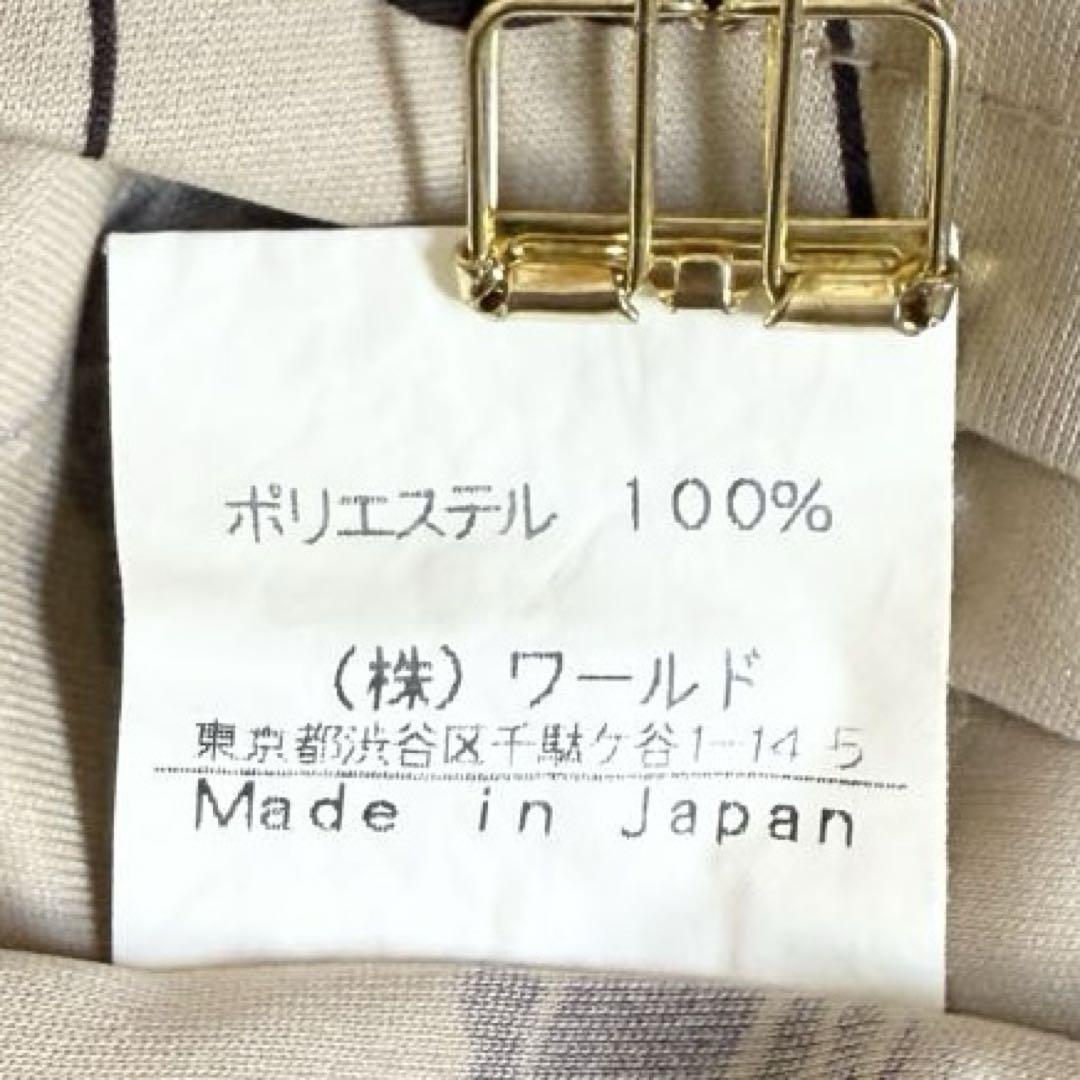 ポリエステル 100%
(株)ワールド
東京都渋谷区千駄ケ谷1-14-5
Made in Japan